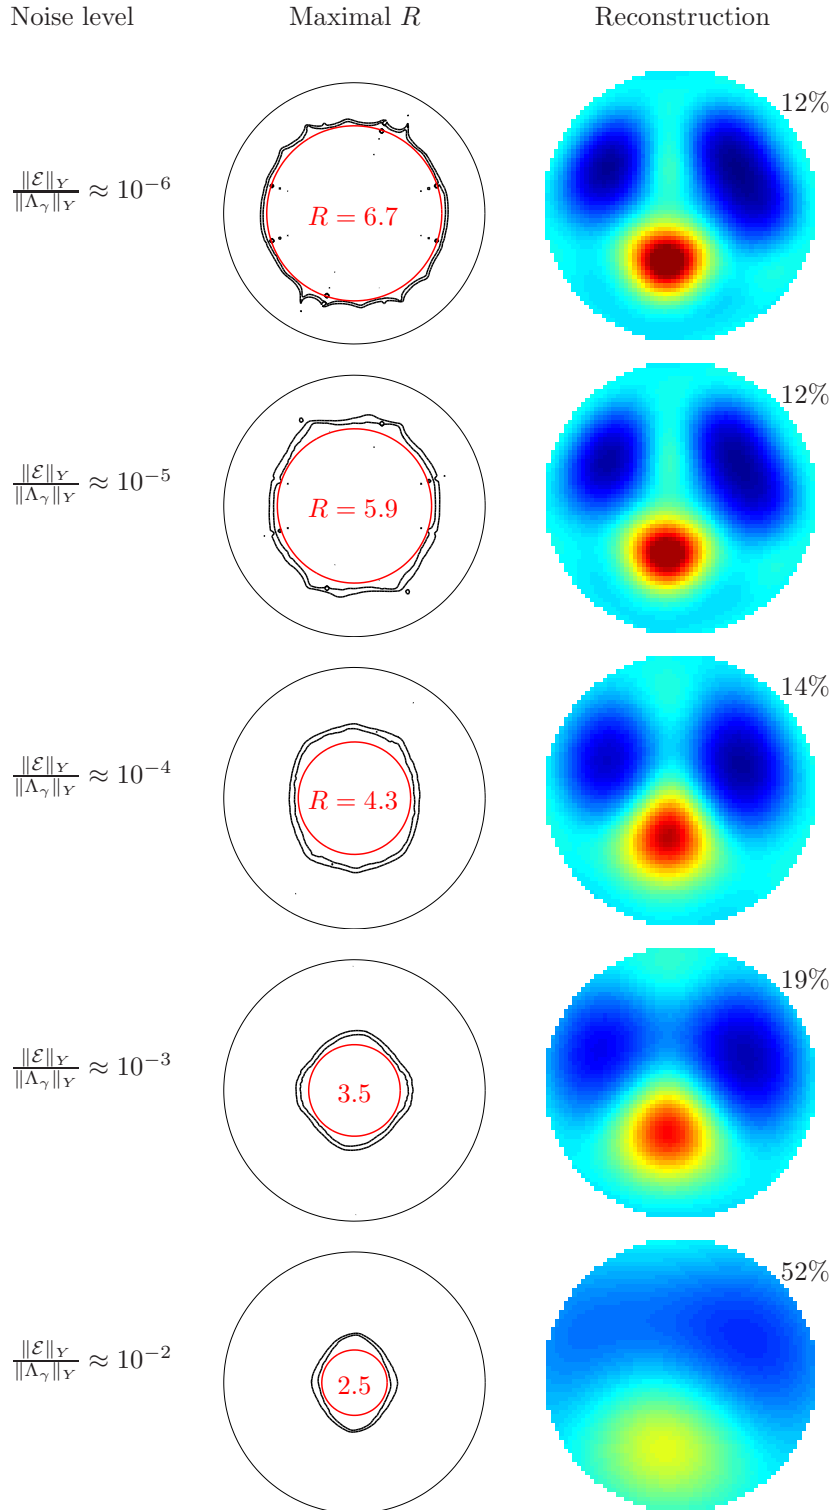 Noise level Maximal R Reconstruction
12%
‖ℰ‖_Y / ‖Λ_γ‖_Y ≈ 10^−6
R = 6.7
12%
‖ℰ‖_Y / ‖Λ_γ‖_Y ≈ 10^−5
R = 5.9
14%
‖ℰ‖_Y / ‖Λ_γ‖_Y ≈ 10^−4
R = 4.3
19%
‖ℰ‖_Y / ‖Λ_γ‖_Y ≈ 10^−3
3.5
52%
‖ℰ‖_Y / ‖Λ_γ‖_Y ≈ 10^−2
2.5